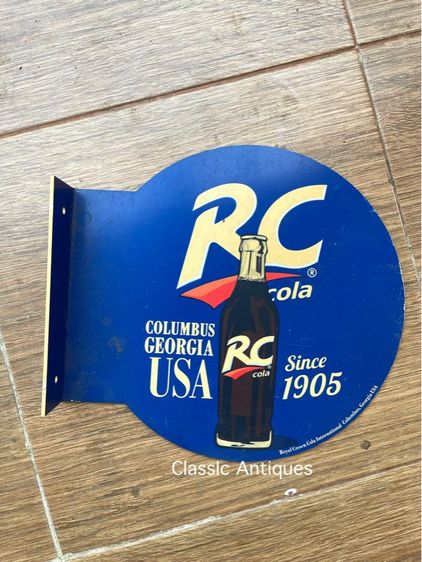 RC®
cola
COLUMBUS
GEORGIA
USA
RC
cola
Since
1905
Royal Crown Cola International Columbus, Georgia USA
Classic Antiques